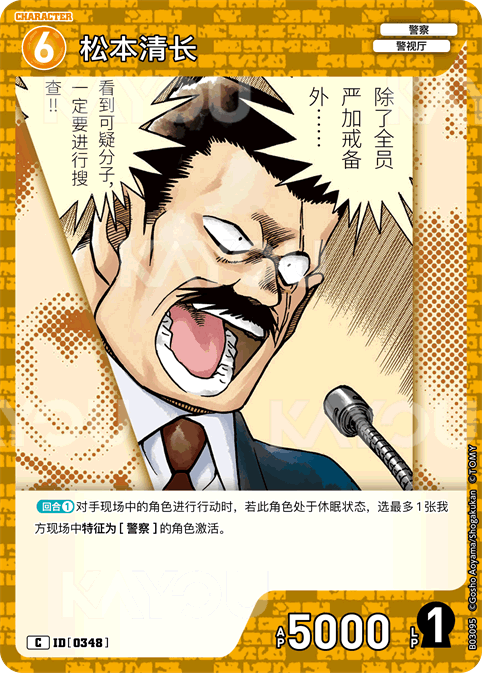 CHARACTER
6
松本清长
警察
警视厅
除了全员
严加戒备
外……
看到可疑分子，
一定要进行搜
查!!
KAYOU
回合1 对手现场中的角色进行行动时，若此角色处于休眠状态，选最多1张我
方现场中特征为[警察]的角色激活。
C ID[0348]
AP 5000
LP 1
B03095 ©Gosho Aoyama/Shogakukan ©TOMY